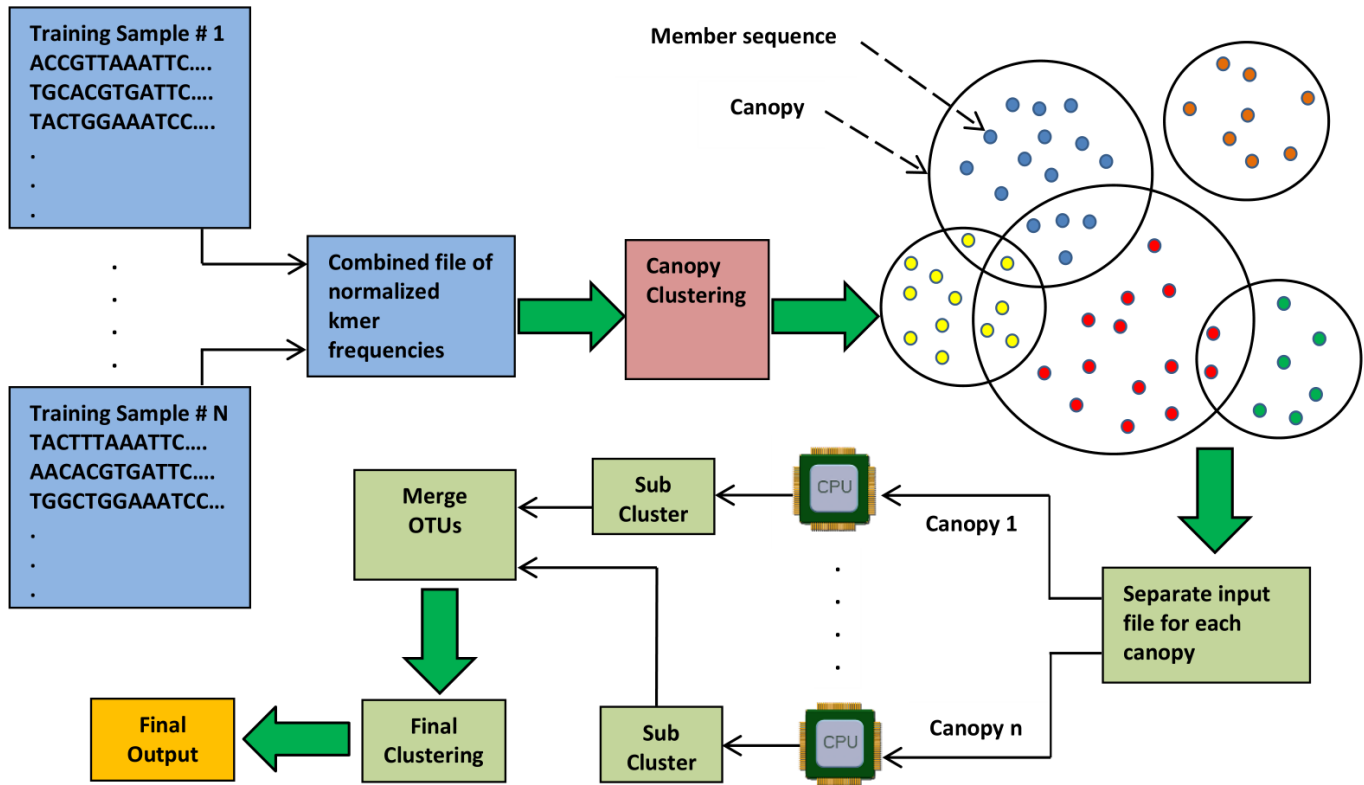 Training Sample # 1
ACCGTTAAATTC....
TGCACGTGATTC....
TACTGGAAATCC....
.
.
.
Training Sample # N
TACTTTAAATTC....
AACACGTGATTC....
TGGCTGGAAATCC...
.
.
.
Combined file of
normalized
kmer
frequencies
Canopy
Clustering
Member sequence
Canopy
Separate input
file for each
canopy
Canopy 1
Canopy n
CPU
CPU
Sub
Cluster
Sub
Cluster
Merge
OTUs
Final
Clustering
Final
Output